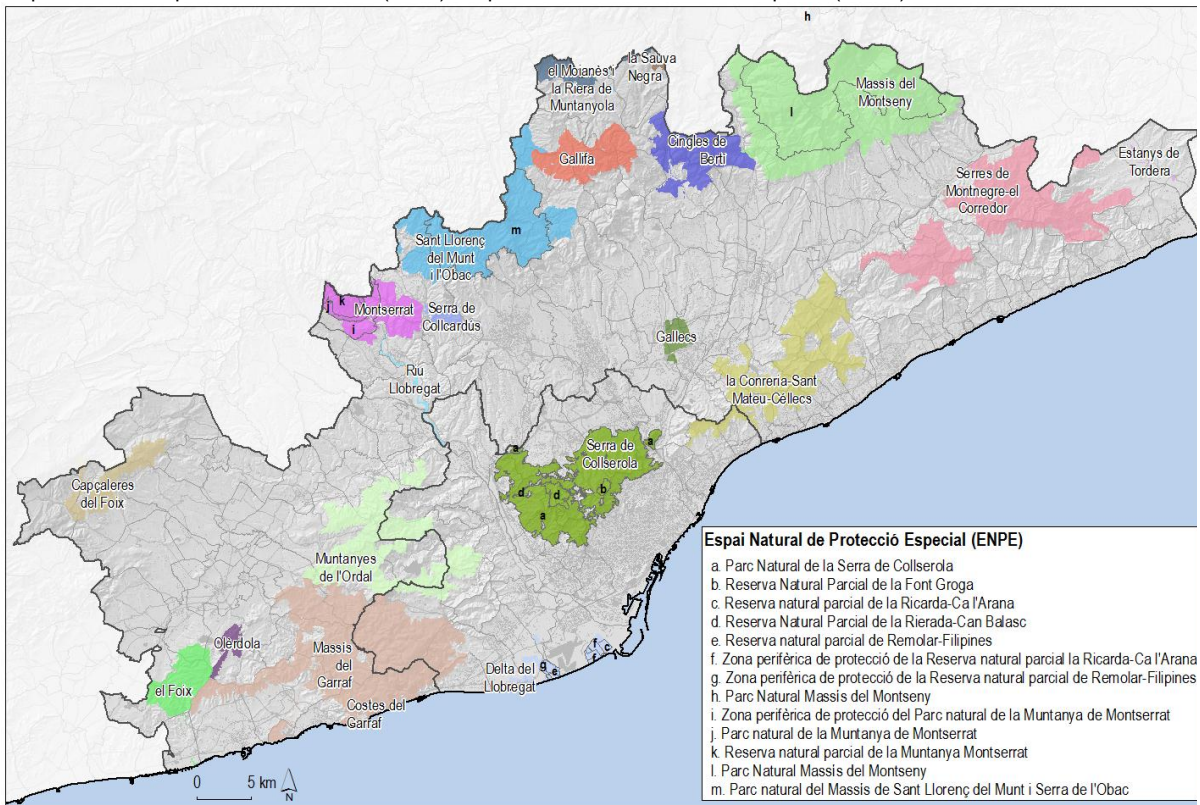 h
el Moianès i
la Riera de
Muntanyola
la Sauva
Negra
Massís del
Montseny
l
Gallifa
Cingles de
Bertí
Estanys de
Tordera
Serres de
Montnegre-el
Corredor
m
Sant Llorenç
del Munt
i l'Obac
k
j
Montserrat
i
Serra de
Collcardús
Gallecs
Riu
Llobregat
la Conreria-Sant
Mateu-Céllecs
Serra de
Collserola
a
a
d
d
b
a
Capçaleres
del Foix
Muntanyes
de l'Ordal
Olèrdola
el Foix
Massís
del
Garraf
Costes del
Garraf
Delta del
Llobregat
g
e
f
c
f
0 5 km
N
Espai Natural de Protecció Especial (ENPE)
a. Parc Natural de la Serra de Collserola
b. Reserva Natural Parcial de la Font Groga
c. Reserva natural parcial de la Ricarda-Ca l'Arana
d. Reserva Natural Parcial de la Rierada-Can Balasc
e. Reserva natural parcial de Remolar-Filipines
f. Zona perifèrica de protecció de la Reserva natural parcial la Ricarda-Ca l'Arana
g. Zona perifèrica de protecció de la Reserva natural parcial de Remolar-Filipines
h. Parc Natural Massis del Montseny
i. Zona perifèrica de protecció del Parc natural de la Muntanya de Montserrat
j. Parc natural de la Muntanya de Montserrat
k. Reserva natural parcial de la Muntanya Montserrat
l. Parc Natural Massis del Montseny
m. Parc natural del Massis de Sant Llorenç del Munt i Serra de l'Obac